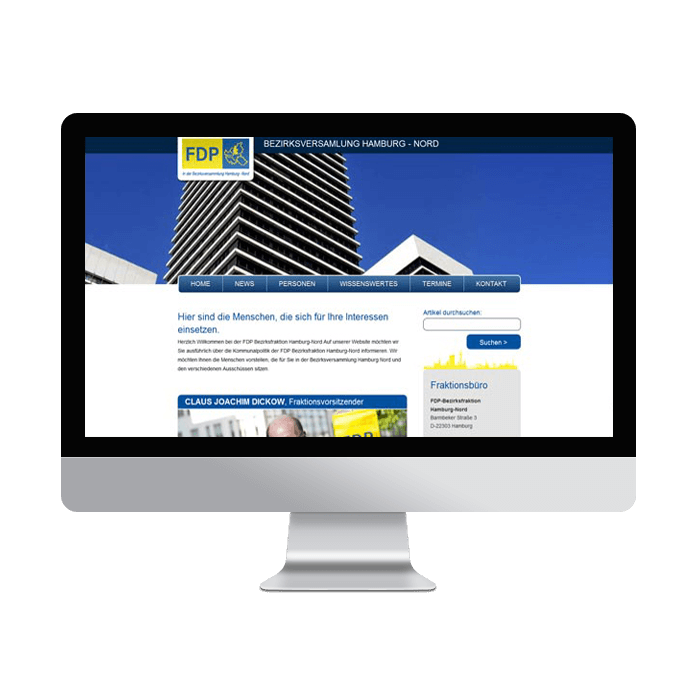 FDP
in der Bezirksversammlung Hamburg-Nord
BEZIRKSVERSAMLUNG HAMBURG - NORD
HOME
NEWS
PERSONEN
WISSENSWERTES
TERMINE
KONTAKT
Hier sind die Menschen, die sich für Ihre Interessen
einsetzen.
Herzlich Willkommen bei der FDP Bezirksfraktion Hamburg-Nord Auf unserer Website möchten wir
Sie ausführlich über die Kommunalpolitik der FDP Bezirksfraktion Hamburg-Nord informieren. Wir
möchten Ihnen die Menschen vorstellen, die für Sie in der Bezirksversammlung Hamburg Nord und
den verschiedenen Ausschüssen sitzen
CLAUS JOACHIM DICKOW, Fraktionsvorsitzender
FDP
Artikel durchsuchen:
Suchen >
Fraktionsbüro
FDP-Bezirksfraktion
Hamburg-Nord
Barmbeker Straße 3
D-22303 Hamburg